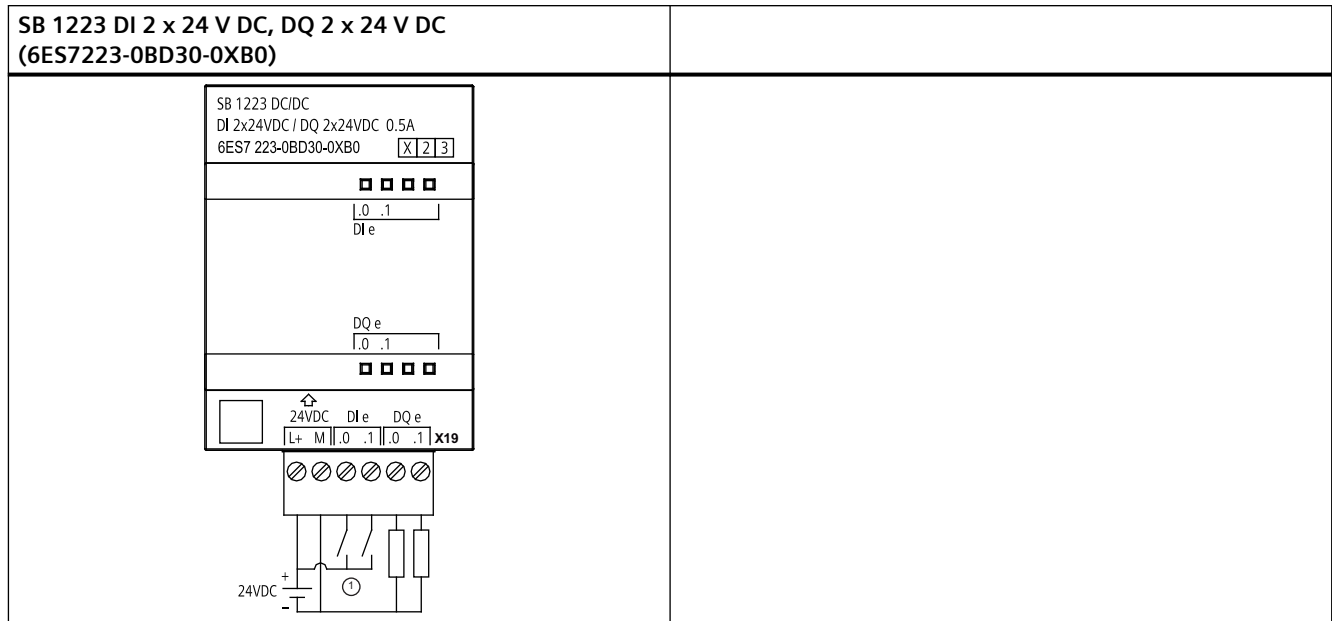 SB 1223 DI 2 x 24 V DC, DQ 2 x 24 V DC
(6ES7223-0BD30-0XB0)
SB 1223 DC/DC
DI 2x24VDC / DQ 2x24VDC 0.5A
6ES7 223-0BD30-0XB0 X 2 3
.0 .1
DI e
DQ e
.0 .1
24VDC DI e DQ e
L+ M .0 .1 .0 .1 X19
+
24VDC
①
-